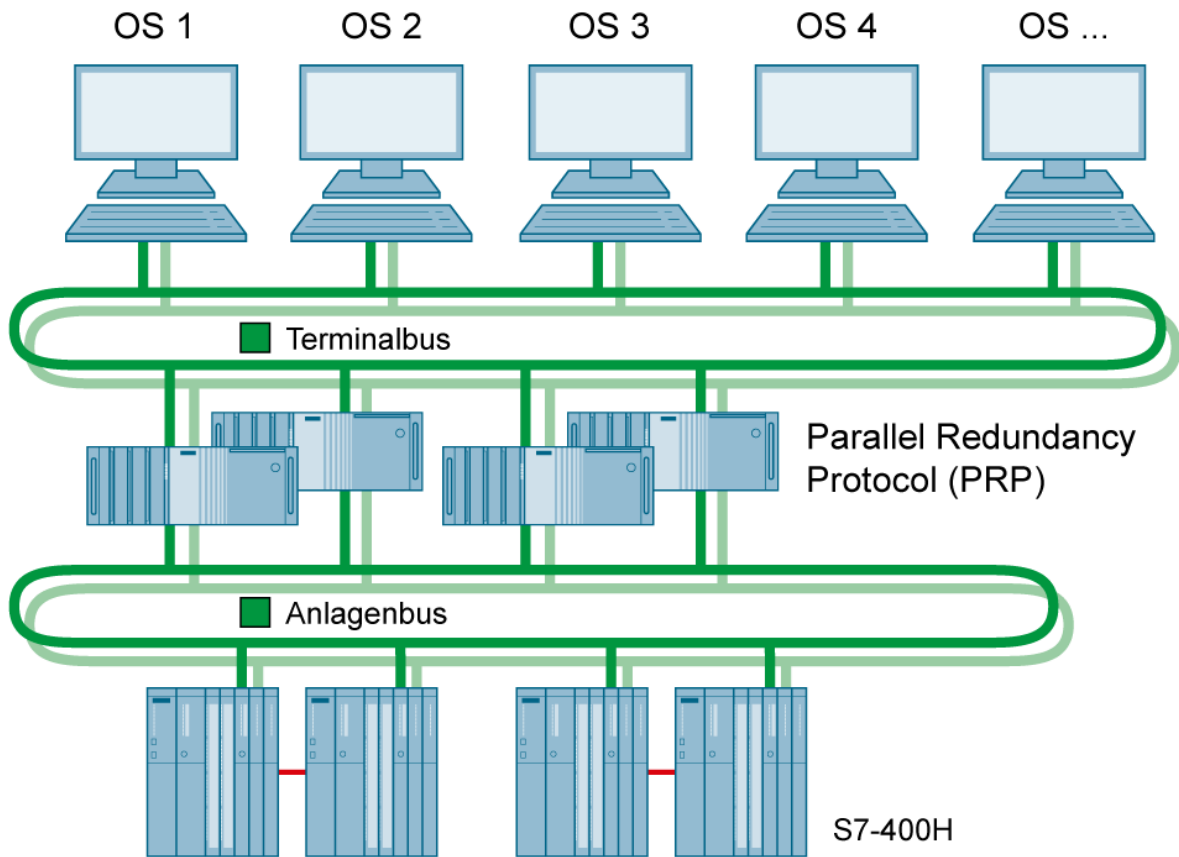 OS 1 OS 2 OS 3 OS 4 OS ...
Terminalbus
Parallel Redundancy
Protocol (PRP)
Anlagenbus
S7-400H